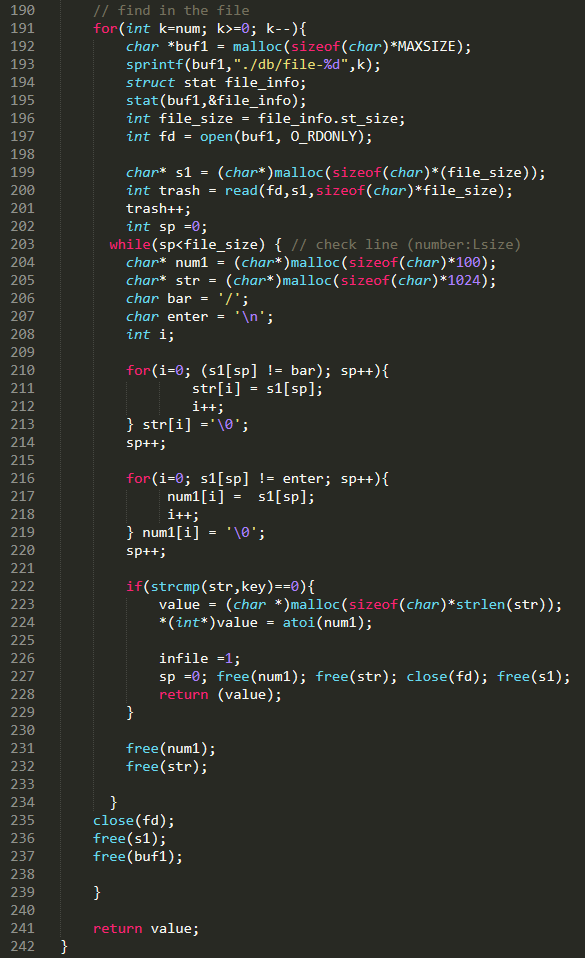 190 // find in the file
191 for(int k=num; k>=0; k--){
192 char *buf1 = malloc(sizeof(char)*MAXSIZE);
193 sprintf(buf1,"./db/file-%d",k);
194 struct stat file_info;
195 stat(buf1,&file_info);
196 int file_size = file_info.st_size;
197 int fd = open(buf1, O_RDONLY);
198
199 char* s1 = (char*)malloc(sizeof(char)*(file_size));
200 int trash = read(fd,s1,sizeof(char)*file_size);
201 trash++;
202 int sp =0;
203 while(sp<file_size) { // check line (number:Lsize)
204 char* num1 = (char*)malloc(sizeof(char)*100);
205 char* str = (char*)malloc(sizeof(char)*1024);
206 char bar = '/';
207 char enter = '\n';
208 int i;
209
210 for(i=0; (s1[sp] != bar); sp++){
211 str[i] = s1[sp];
212 i++;
213 } str[i] ='\0';
214 sp++;
215
216 for(i=0; s1[sp] != enter; sp++){
217 num1[i] =  s1[sp];
218 i++;
219 } num1[i] = '\0';
220 sp++;
221
222 if(strcmp(str,key)==0){
223 value = (char *)malloc(sizeof(char)*strlen(str));
224 *(int*)value = atoi(num1);
225
226 infile =1;
227 sp =0; free(num1); free(str); close(fd); free(s1);
228 return (value);
229 }
230
231 free(num1);
232 free(str);
233
234 }
235 close(fd);
236 free(s1);
237 free(buf1);
238
239 }
240
241 return value;
242 }